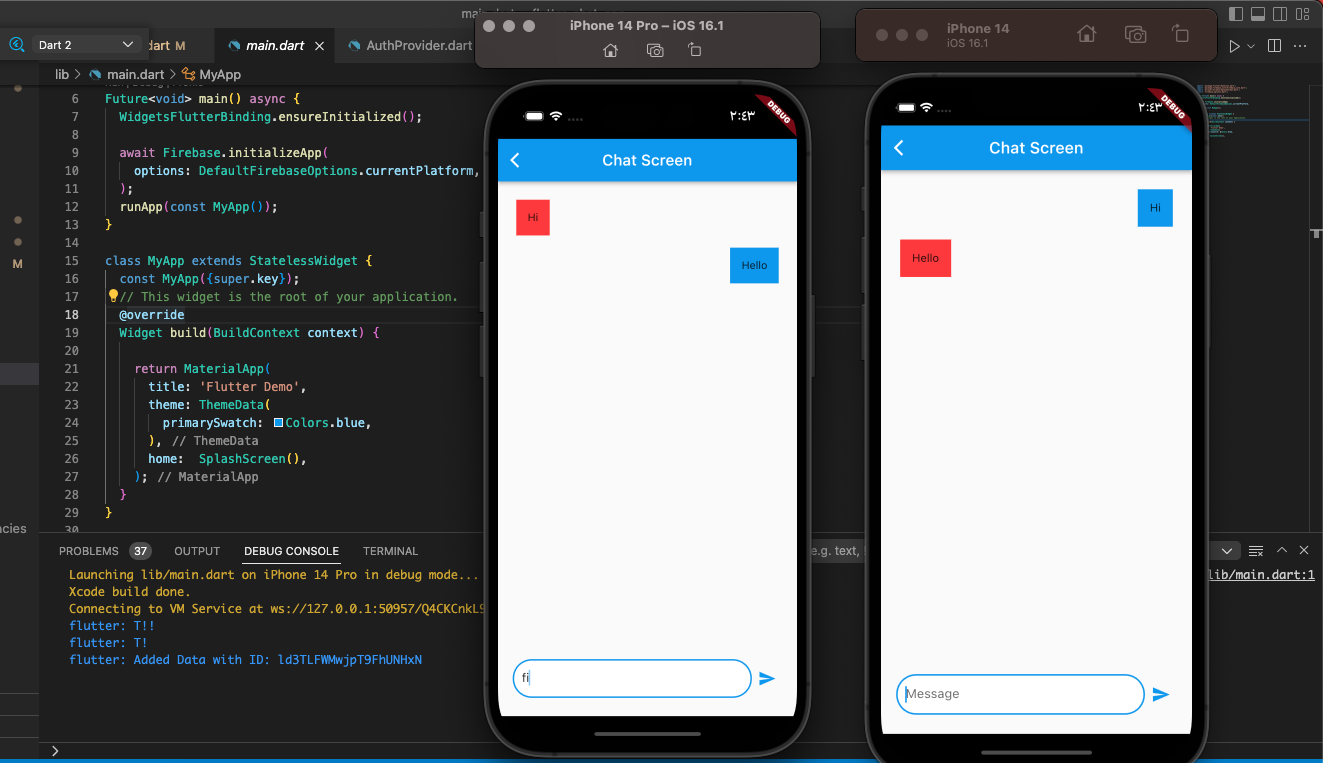 Dart 2
dart M
main.dart
AuthProvider.dart
lib > main.dart > MyApp
6 Future<void> main() async {
7 WidgetsFlutterBinding.ensureInitialized();
8
9 await Firebase.initializeApp(
10 options: DefaultFirebaseOptions.currentPlatform,
11 );
12 runApp(const MyApp());
13 }
14
15 class MyApp extends StatelessWidget {
16 const MyApp({super.key});
17 // This widget is the root of your application.
18 @override
19 Widget build(BuildContext context) {
20
21 return MaterialApp(
22 title: 'Flutter Demo',
23 theme: ThemeData(
24 primarySwatch: Colors.blue,
25 ), // ThemeData
26 home: SplashScreen(),
27 ); // MaterialApp
28 }
29 }
30
M
ncies
PROBLEMS 37 OUTPUT DEBUG CONSOLE TERMINAL
e.g. text,
Launching lib/main.dart on iPhone 14 Pro in debug mode...
lib/main.dart:1
Xcode build done.
Connecting to VM Service at ws://127.0.0.1:50957/Q4CKCnkL9
flutter: T!!
flutter: T!
flutter: Added Data with ID: ld3TLFWMwjpT9FhUNHxN
iPhone 14 Pro – iOS 16.1
٢:٤٣
DEBUG
Chat Screen
Hi
Hello
fi
iPhone 14
iOS 16.1
٢:٤٣
DEBUG
Chat Screen
Hi
Hello
Message